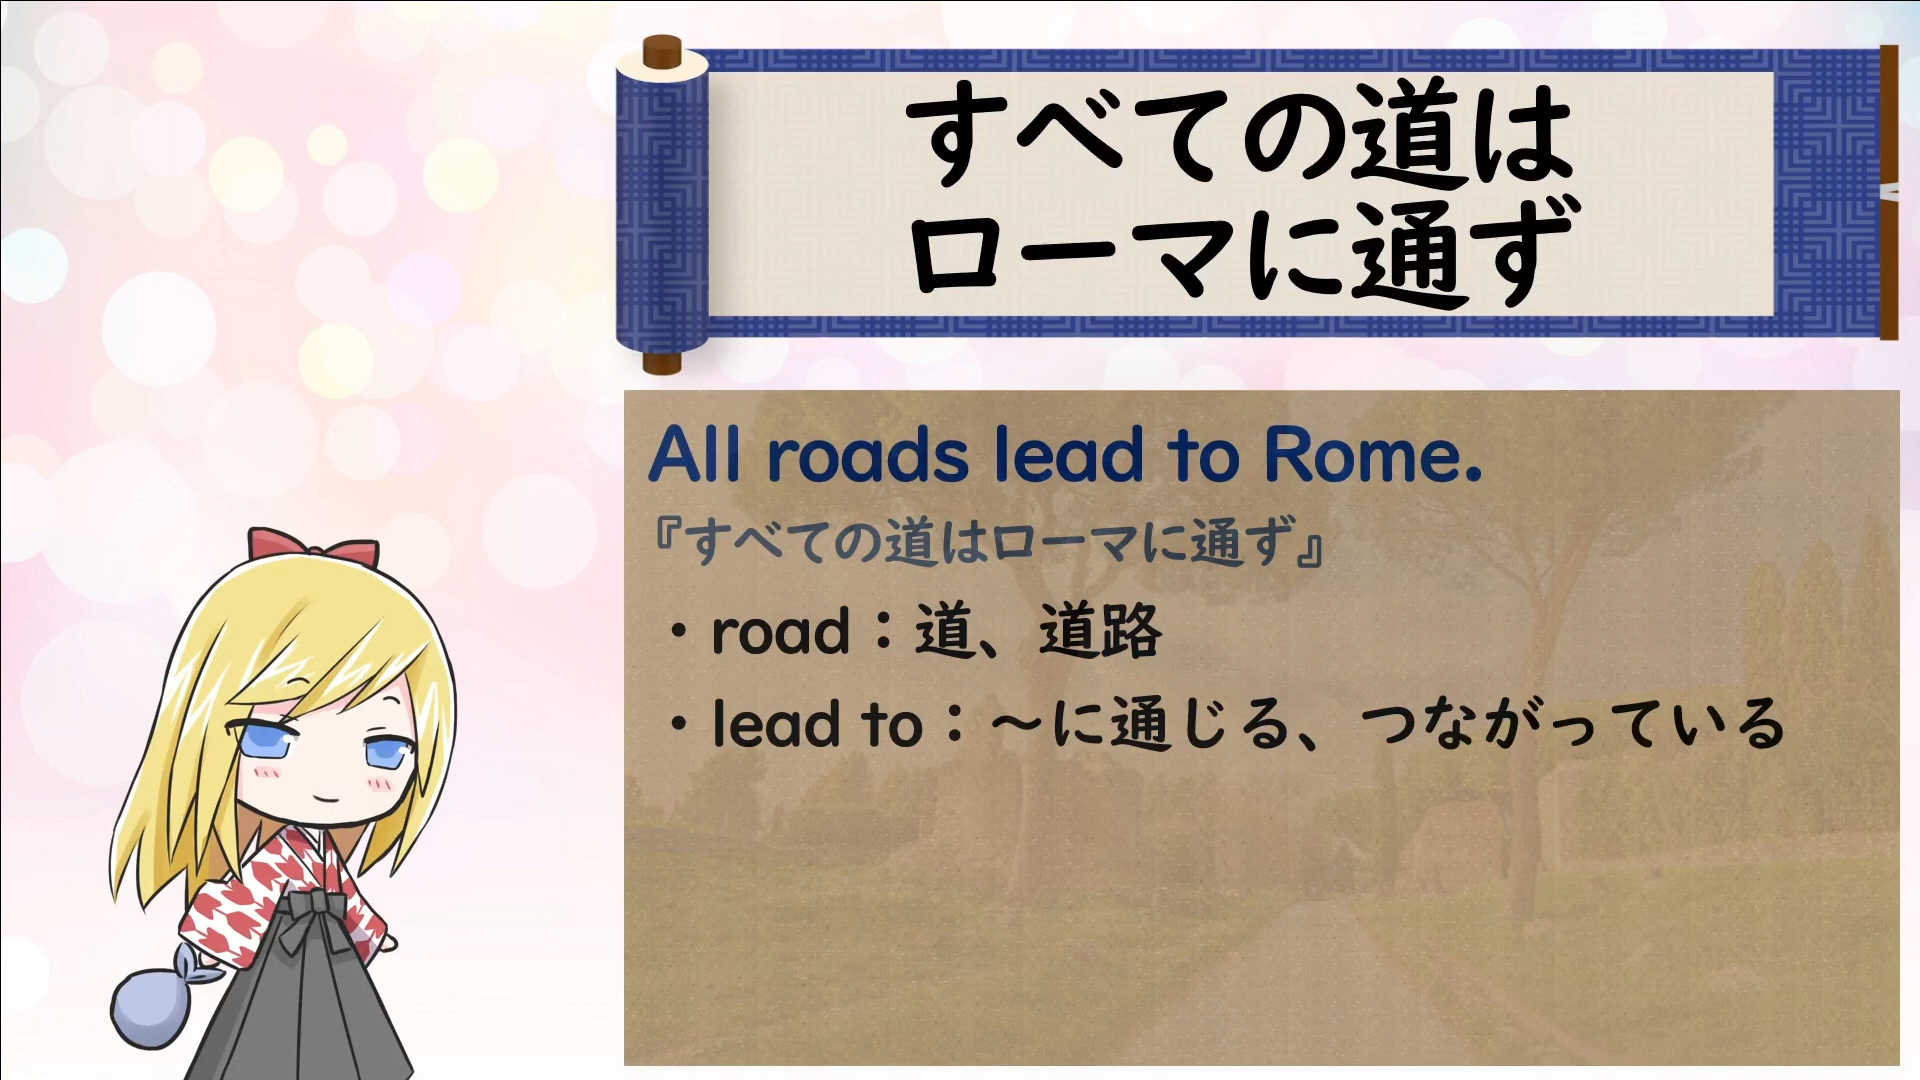 すべての道は
ローマに通ず
All roads lead to Rome.
『すべての道はローマに通ず』
・road：道、道路
・lead to：～に通じる、つながっている